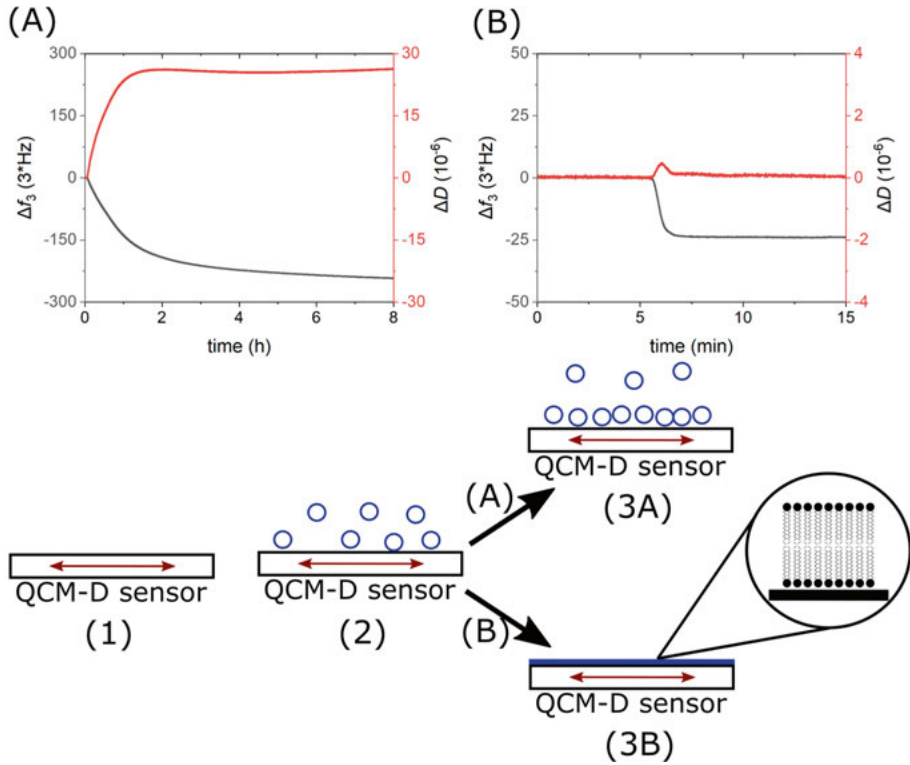 (A)
(B)
300
150
0
-150
-300
Δf₃ (3*Hz)
30
15
0
-15
-30
ΔD (10⁻⁶)
0 2 4 6 8
time (h)
50
25
0
-25
-50
Δf₃ (3*Hz)
4
2
0
-2
-4
ΔD (10⁻⁶)
0 5 10 15
time (min)
QCM-D sensor
(1)
QCM-D sensor
(2)
(A)
(B)
QCM-D sensor
(3A)
QCM-D sensor
(3B)